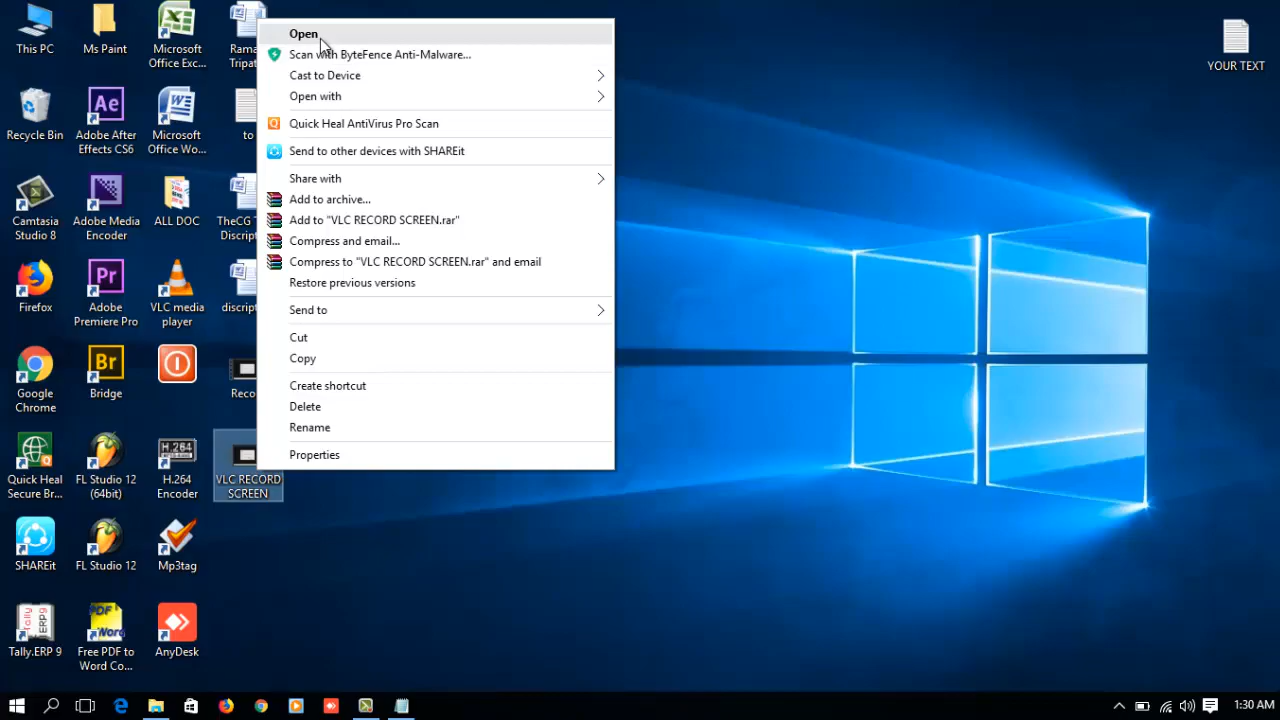 This PC
Ms Paint
Microsoft
Office Exc...
Rama
Tripat
Recycle Bin
Adobe After
Effects CS6
Microsoft
Office Wo...
to
Camtasia
Studio 8
Adobe Media
Encoder
ALL DOC
TheCG
Discript
Firefox
Adobe
Premiere Pro
VLC media
player
discript
Google
Chrome
Bridge
Reco
Quick Heal
Secure Br...
FL Studio 12
(64bit)
H.264
Encoder
VLC RECORD
SCREEN
SHAREit
FL Studio 12
Mp3tag
Tally.ERP 9
Free PDF to
Word Co...
AnyDesk
Open
Scan with ByteFence Anti-Malware...
Cast to Device
Open with
Quick Heal AntiVirus Pro Scan
Send to other devices with SHAREit
Share with
Add to archive...
Add to "VLC RECORD SCREEN.rar"
Compress and email...
Compress to "VLC RECORD SCREEN.rar" and email
Restore previous versions
Send to
Cut
Copy
Create shortcut
Delete
Rename
Properties
YOUR TEXT
1:30 AM